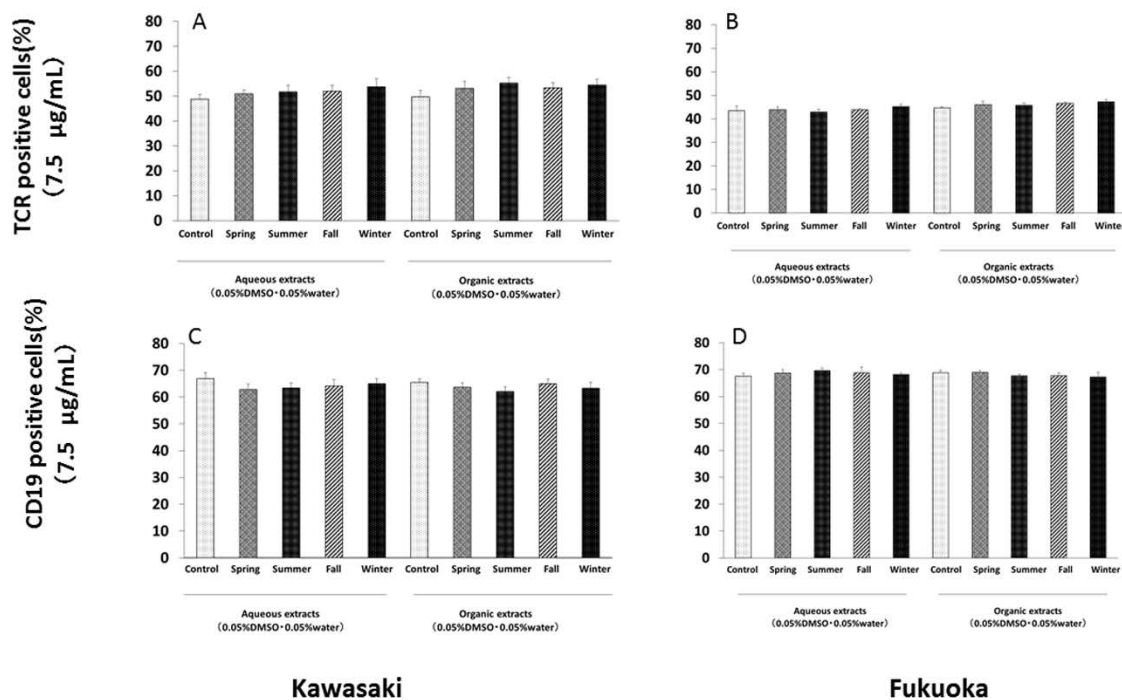 TCR positive cells(%)
(7.5 μg/mL)
A
80
70
60
50
40
30
20
10
0
Control Spring Summer Fall Winter Control Spring Summer Fall Winter
Aqueous extracts
(0.05%DMSO・0.05%water)
Organic extracts
(0.05%DMSO・0.05%water)
B
80
70
60
50
40
30
20
10
0
Control Spring Summer Fall Winter Control Spring Summer Fall Winter
Aqueous extracts
(0.05%DMSO・0.05%water)
Organic extracts
(0.05%DMSO・0.05%water)
CD19 positive cells(%)
(7.5 μg/mL)
C
80
70
60
50
40
30
20
10
0
Control Spring Summer Fall Winter Control Spring Summer Fall Winter
Aqueous extracts
(0.05%DMSO・0.05%water)
Organic extracts
(0.05%DMSO・0.05%water)
D
80
70
60
50
40
30
20
10
0
Control Spring Summer Fall Winter Control Spring Summer Fall Winter
Aqueous extracts
(0.05%DMSO・0.05%water)
Organic extracts
(0.05%DMSO・0.05%water)
Kawasaki
Fukuoka